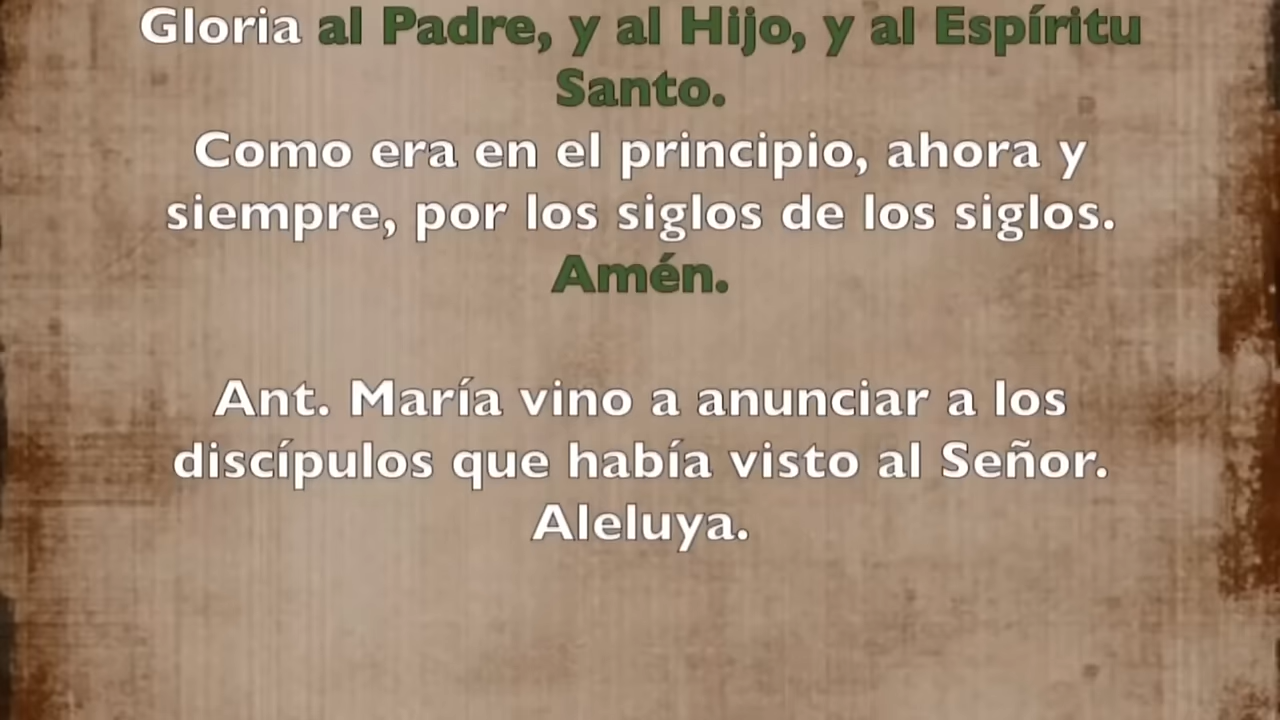 Gloria al Padre, y al Hijo, y al Espíritu
Santo.
Como era en el principio, ahora y
siempre, por los siglos de los siglos.
Amén.
Ant. María vino a anunciar a los
discípulos que había visto al Señor.
Aleluya.